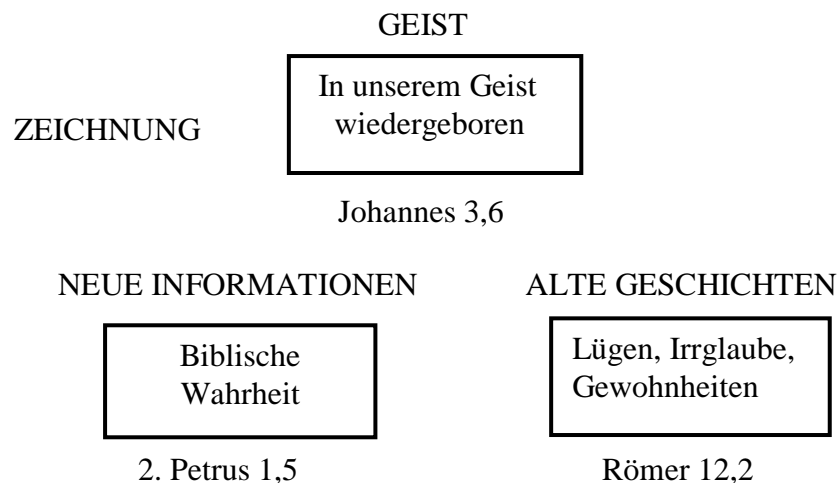 GEIST
In unserem Geist
wiedergeboren
ZEICHNUNG
Johannes 3,6
NEUE INFORMATIONEN
ALTE GESCHICHTEN
Biblische
Wahrheit
Lügen, Irrglaube,
Gewohnheiten
2. Petrus 1,5
Römer 12,2